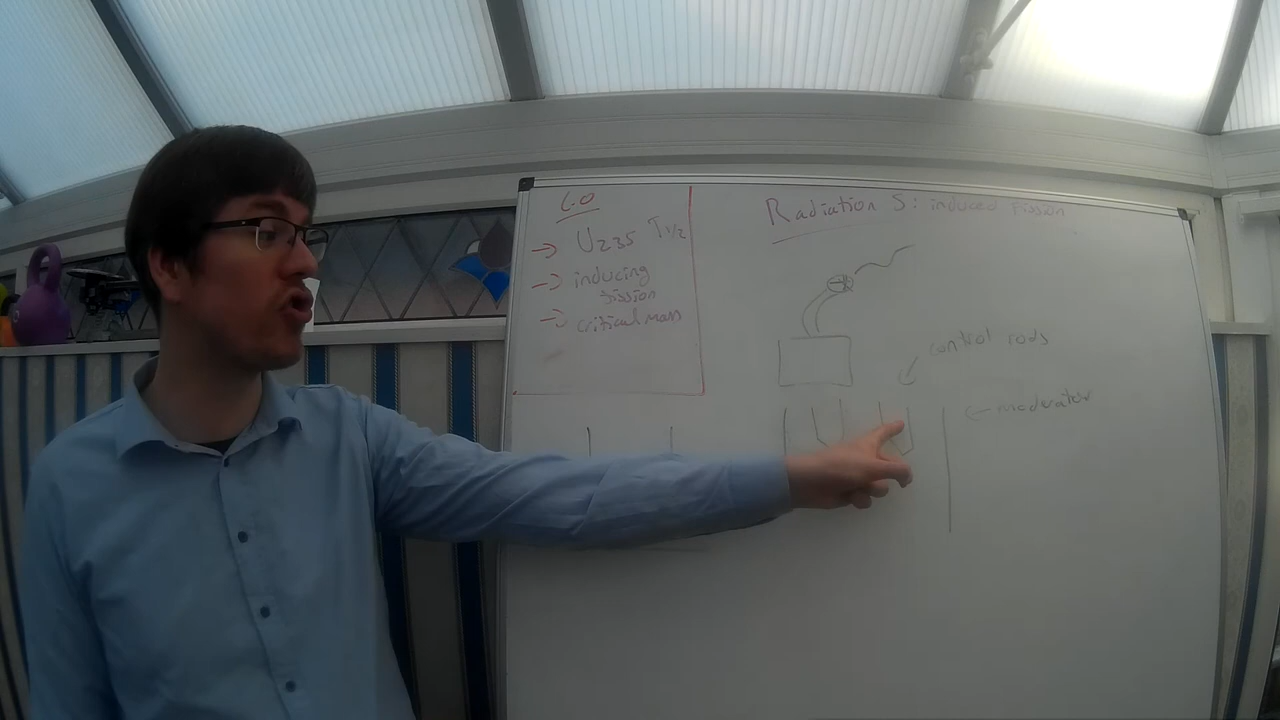 L.O
→ U235 T1/2
→ inducing
fission
→ critical mass
Radiation 5: induced fission
control rods
← moderator